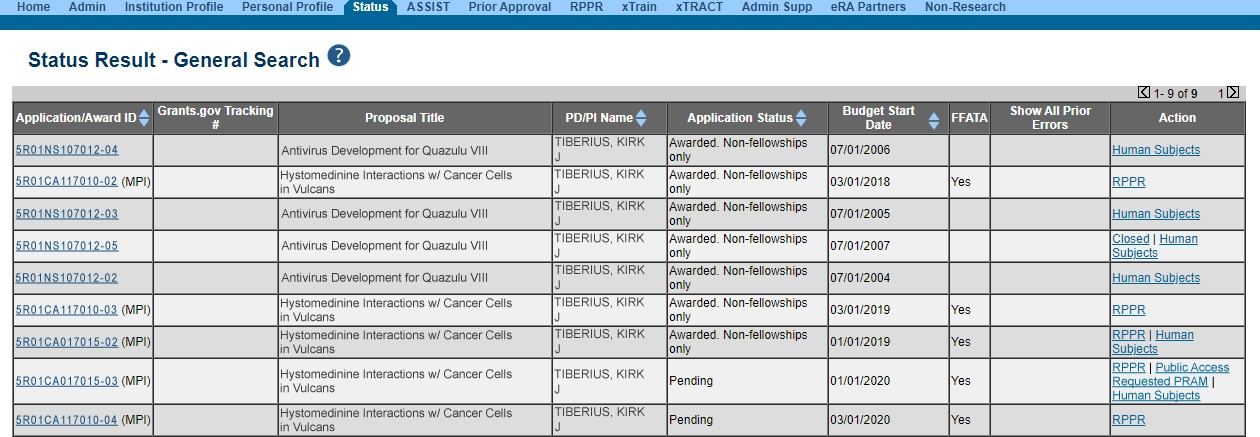 Home Admin Institution Profile Personal Profile Status ASSIST Prior Approval RPPR xTrain xTRACT Admin Supp eRA Partners Non-Research
Status Result - General Search ?
1- 9 of 9 1
Application/Award ID Grants.gov Tracking # Proposal Title PD/PI Name Application Status Budget Start Date FFATA Show All Prior Errors Action
5R01NS107012-04 Antivirus Development for Quazulu VIII TIBERIUS, KIRK J Awarded. Non-fellowships only 07/01/2006 Human Subjects
5R01CA117010-02 (MPI) Hystomedinine Interactions w/ Cancer Cells in Vulcans TIBERIUS, KIRK J Awarded. Non-fellowships only 03/01/2018 Yes RPPR
5R01NS107012-03 Antivirus Development for Quazulu VIII TIBERIUS, KIRK J Awarded. Non-fellowships only 07/01/2005 Human Subjects
5R01NS107012-05 Antivirus Development for Quazulu VIII TIBERIUS, KIRK J Awarded. Non-fellowships only 07/01/2007 Closed | Human Subjects
5R01NS107012-02 Antivirus Development for Quazulu VIII TIBERIUS, KIRK J Awarded. Non-fellowships only 07/01/2004 Human Subjects
5R01CA117010-03 (MPI) Hystomedinine Interactions w/ Cancer Cells in Vulcans TIBERIUS, KIRK J Awarded. Non-fellowships only 03/01/2019 Yes RPPR
5R01CA017015-02 (MPI) Hystomedinine Interactions w/ Cancer Cells in Vulcans TIBERIUS, KIRK J Awarded. Non-fellowships only 01/01/2019 Yes RPPR | Human Subjects
5R01CA017015-03 (MPI) Hystomedinine Interactions w/ Cancer Cells in Vulcans TIBERIUS, KIRK J Pending 01/01/2020 Yes RPPR | Public Access Requested PRAM | Human Subjects
5R01CA117010-04 (MPI) Hystomedinine Interactions w/ Cancer Cells in Vulcans TIBERIUS, KIRK J Pending 03/01/2020 Yes RPPR